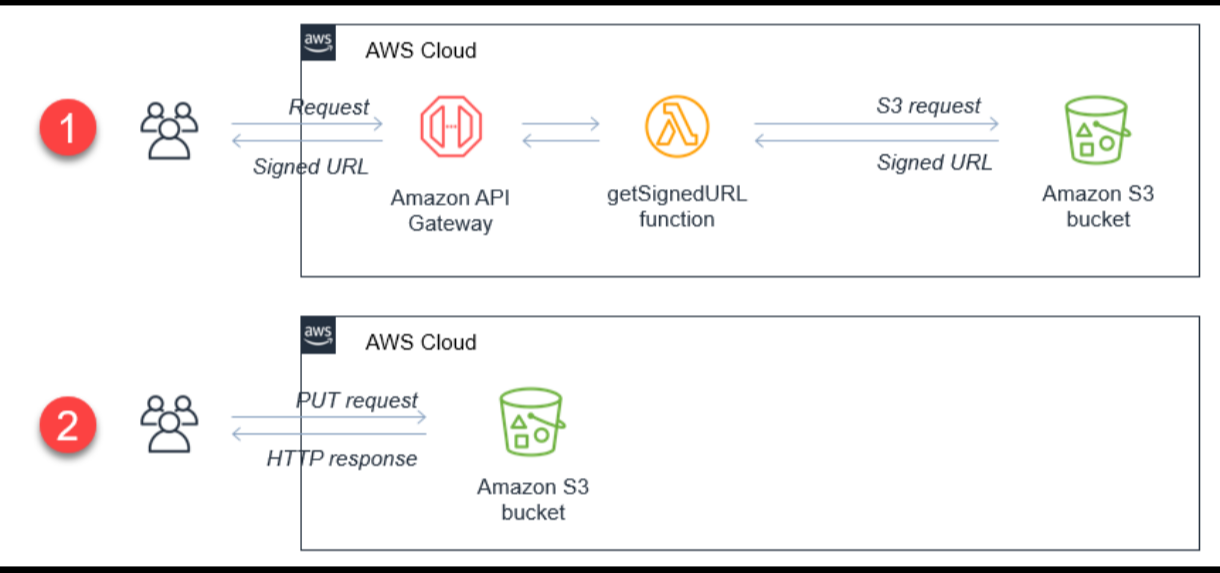 aws
AWS Cloud
1
Request
Signed URL
Amazon API
Gateway
getSignedURL
function
S3 request
Signed URL
Amazon S3
bucket
aws
AWS Cloud
2
PUT request
HTTP response
Amazon S3
bucket